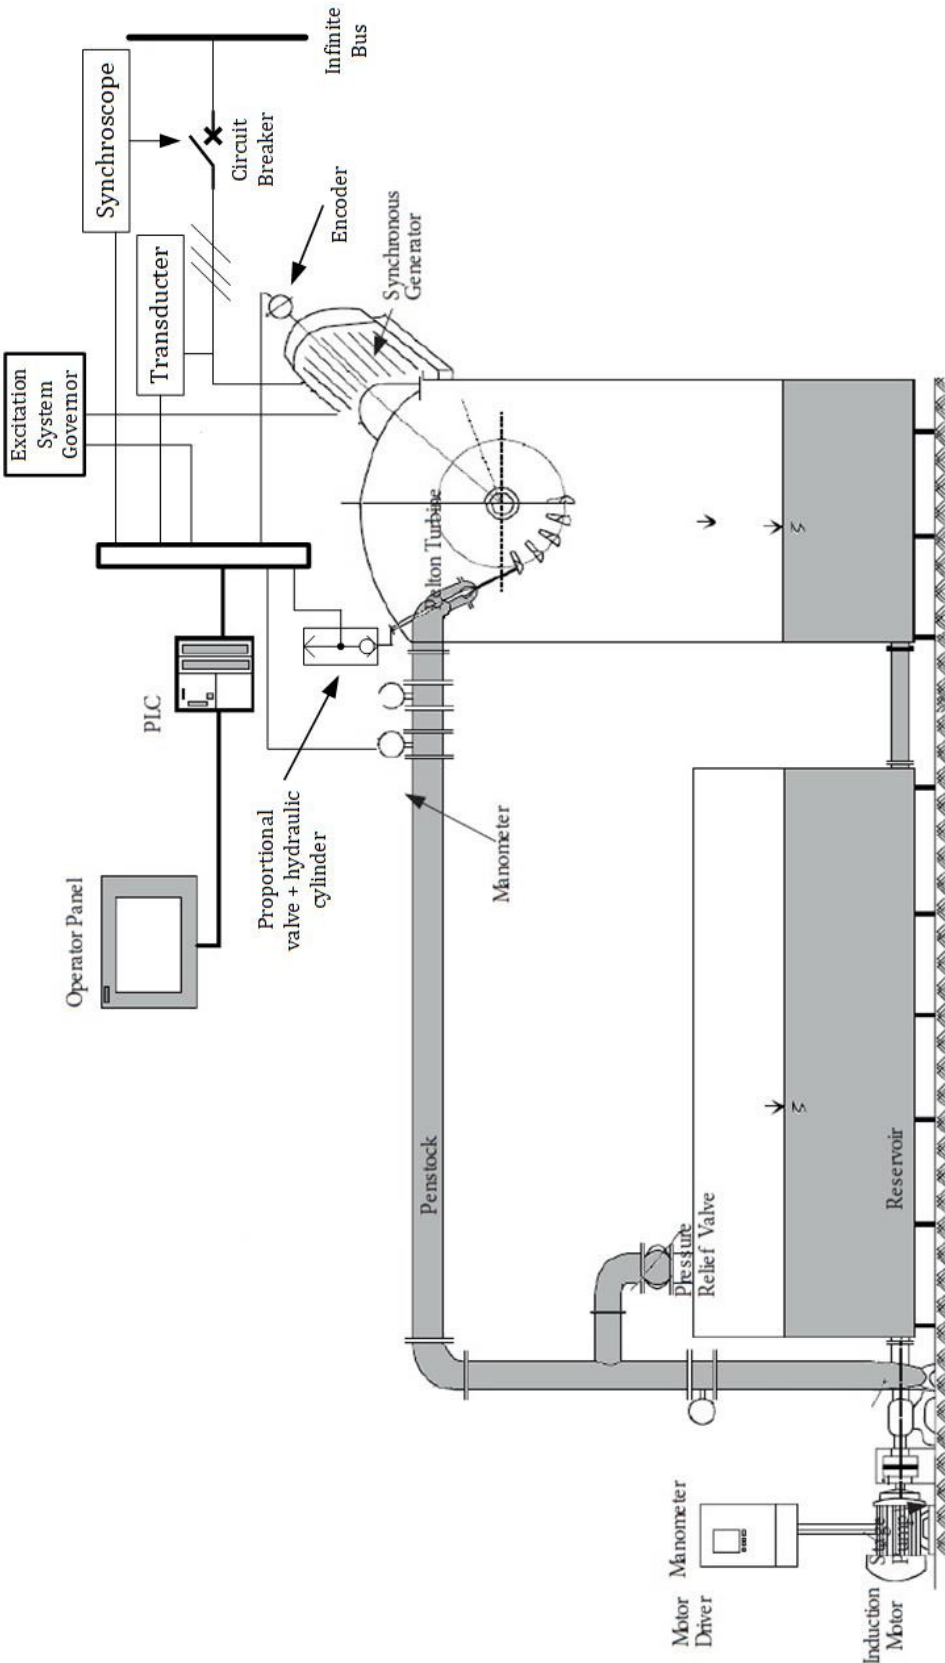 Operator Panel
PLC
Excitation
System
Governor
Transducter
Synchroscope
Infinite
Bus
Circuit
Breaker
Encoder
Synchronous
Generator
Proportional
valve + hydraulic
cylinder
Pelton Turbine
Manometer
Penstock
Pressure
Relief Valve
Reservoir
Manometer
Motor
Driver
Stage
Pump
Induction
Motor